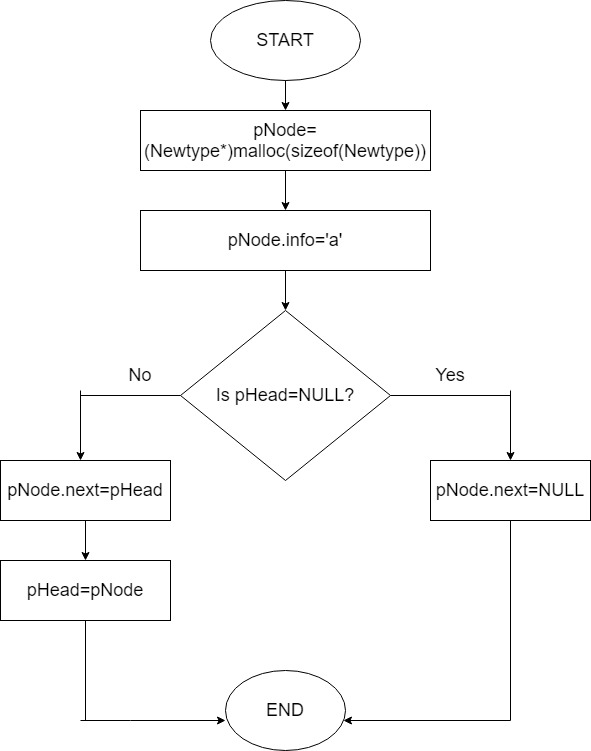 START
pNode=
(Newtype*)malloc(sizeof(Newtype))
pNode.info='a'
Is pHead=NULL?
No
Yes
pNode.next=pHead
pNode.next=NULL
pHead=pNode
END